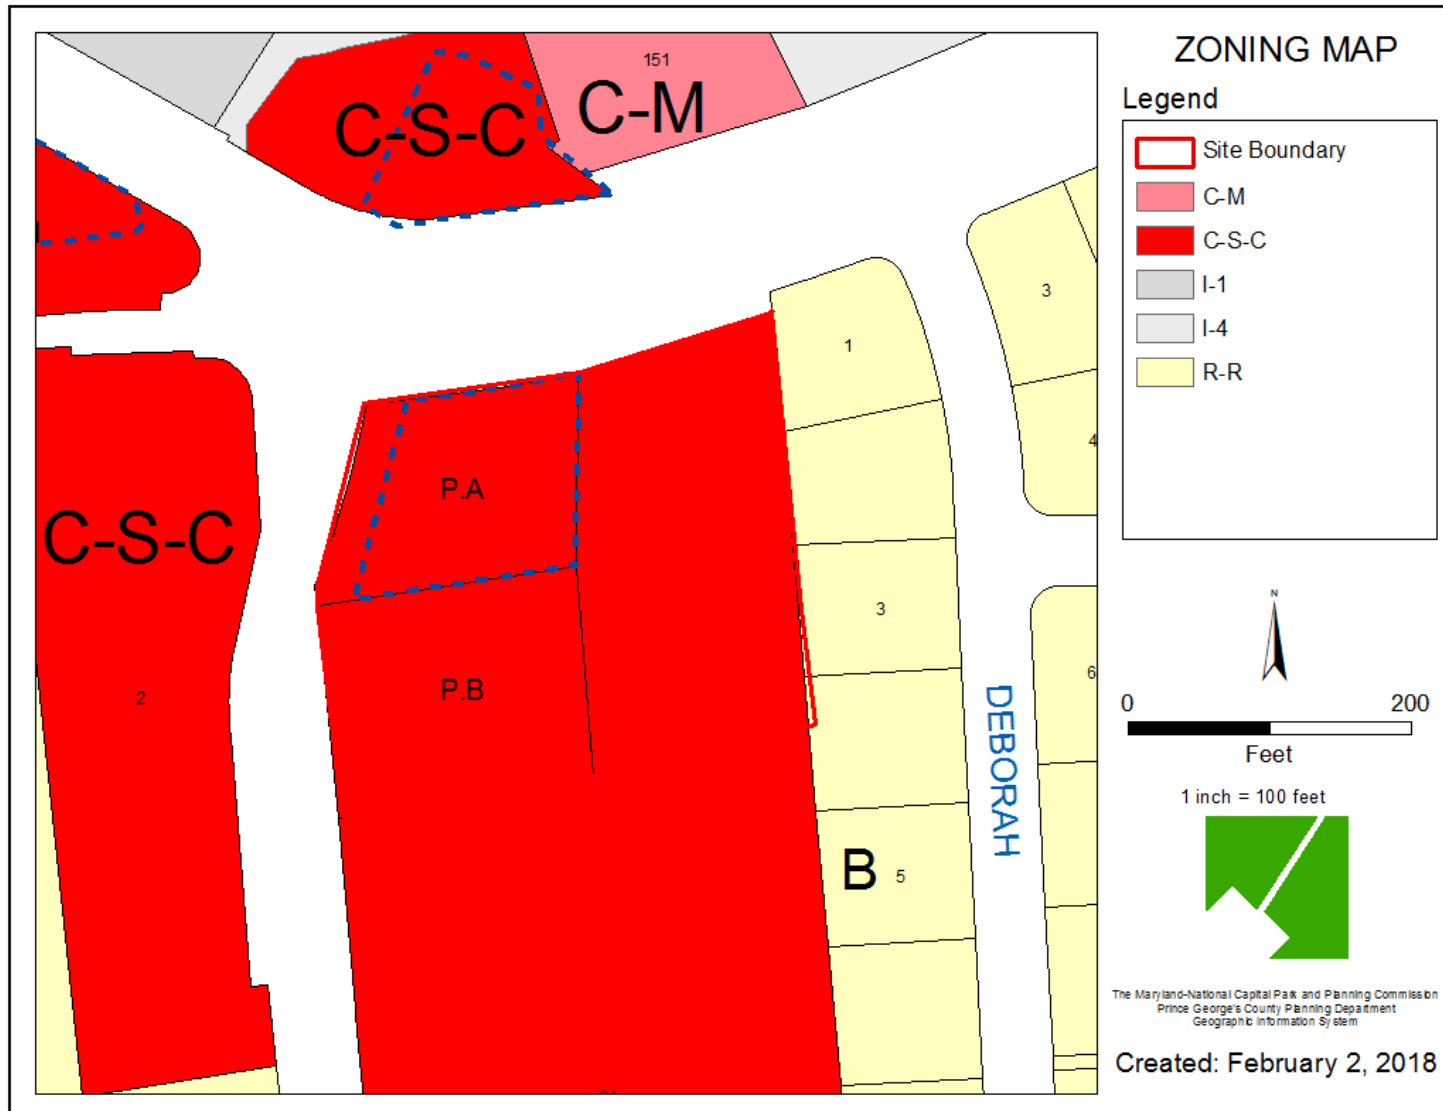 ZONING MAP
Legend
Site Boundary
C-M
C-S-C
I-1
I-4
R-R
151
C-M
C-S-C
3
1
4
P.A
C-S-C
3
P.B
2
6
DEBORAH
B 5
N
0 200
Feet
1 inch = 100 feet
The Maryland-National Capital Park and Planning Commission
Prince George's County Planning Department
Geographic Information System
Created: February 2, 2018